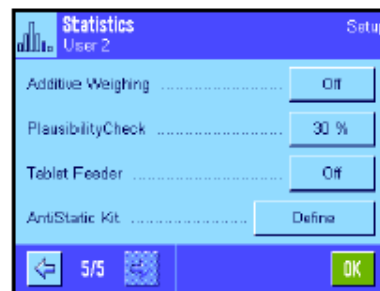 Statistics
Setup
User 2
Additive Weighing ........................ Off
PlausibilityCheck ........................ 30 %
Tablet Feeder ............................. Off
AntiStatic Kit ........................ Define
5/5
OK